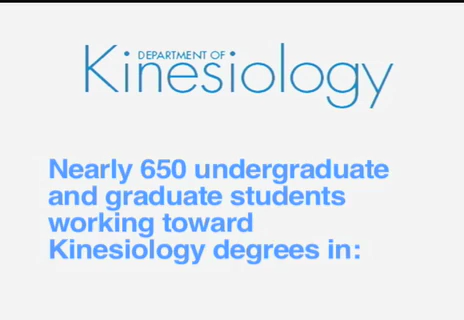 DEPARTMENT OF
Kinesiology
Nearly 650 undergraduate
and graduate students
working toward
Kinesiology degrees in: